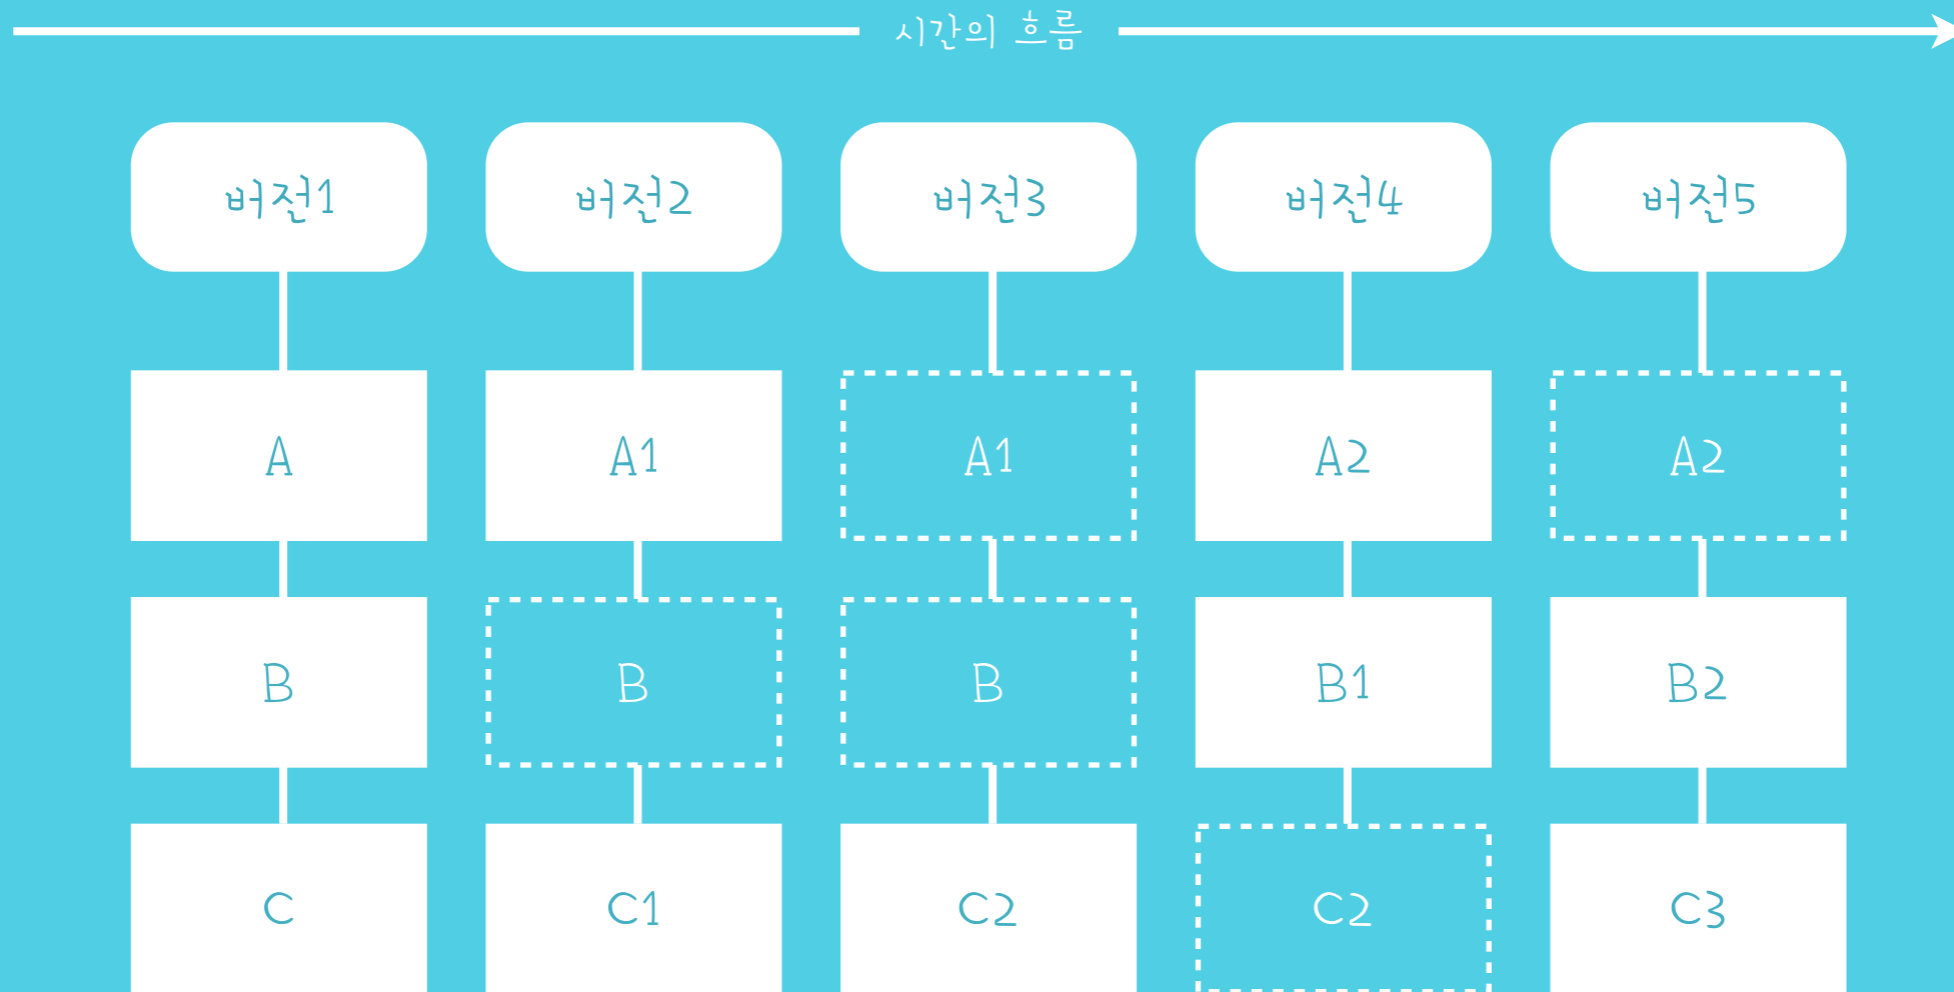 시간의 흐름
버전1 버전2 버전3 버전4 버전5
A A1 A1 A2 A2
B B B B1 B2
C C1 C2 C2 C3